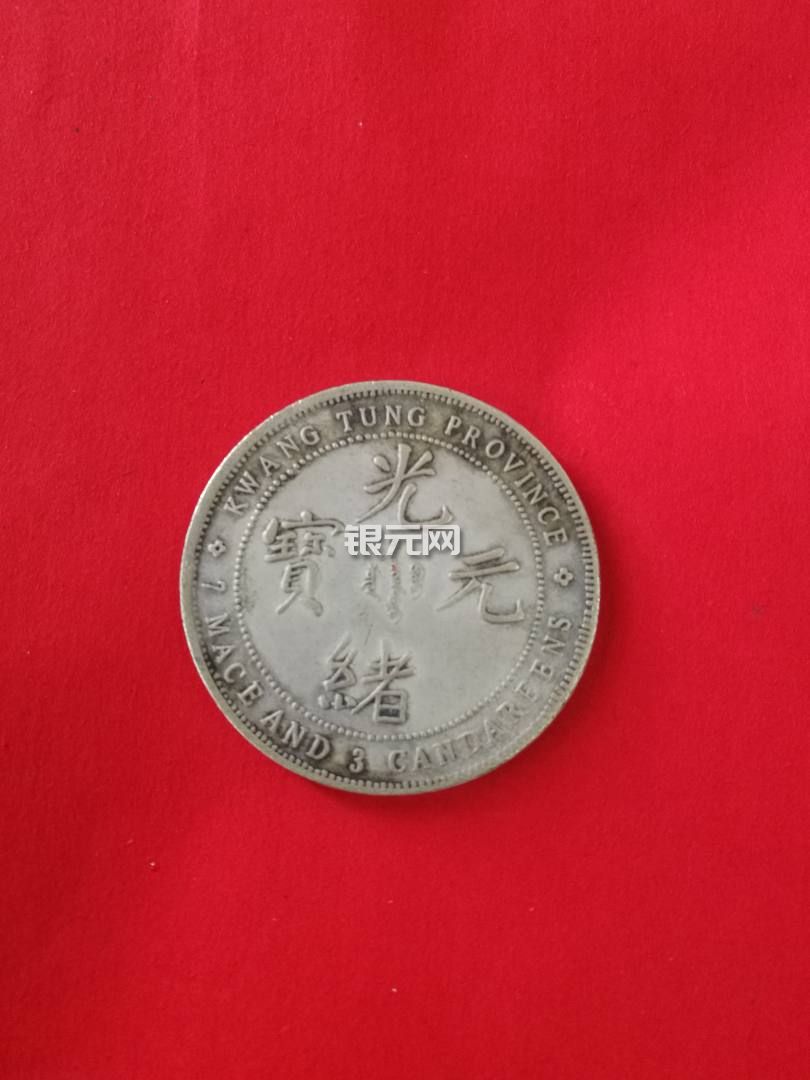 KWANG TUNG PROVINCE
光
寶 元
緒
7 MACE AND 3 CANDAREENS
银元网